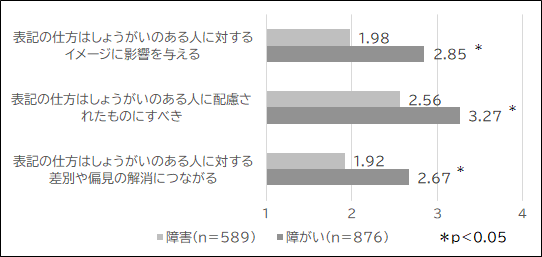 表記の仕方はしょうがいのある人に対する
イメージに影響を与える
1.98
2.85 *
表記の仕方はしょうがいのある人に配慮さ
れたものにすべき
2.56
3.27 *
表記の仕方はしょうがいのある人に対する
差別や偏見の解消につながる
1.92
2.67 *
1 2 3 4
障害(n=589) 障がい(n=876) *p<0.05